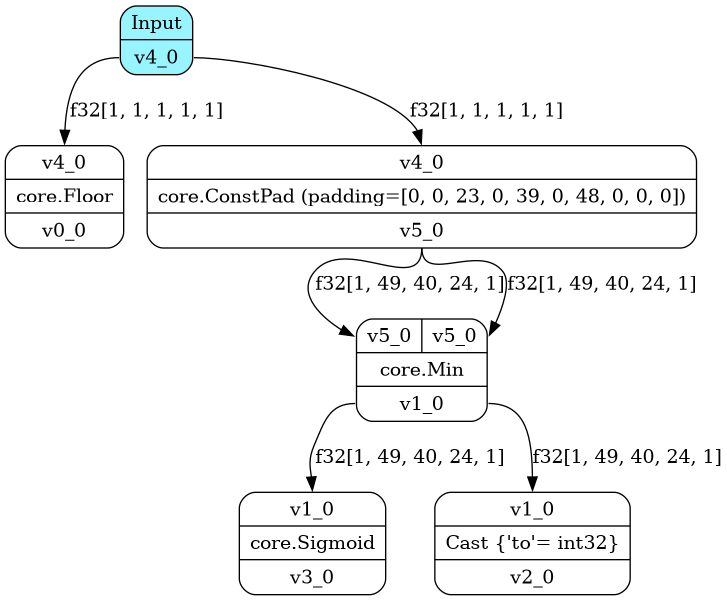 Input
v4_0
f32[1, 1, 1, 1, 1]
f32[1, 1, 1, 1, 1]
v4_0
core.Floor
v0_0
v4_0
core.ConstPad (padding=[0, 0, 23, 0, 39, 0, 48, 0, 0, 0])
v5_0
f32[1, 49, 40, 24, 1]
f32[1, 49, 40, 24, 1]
v5_0
v5_0
core.Min
v1_0
f32[1, 49, 40, 24, 1]
f32[1, 49, 40, 24, 1]
v1_0
core.Sigmoid
v3_0
v1_0
Cast {'to'= int32}
v2_0